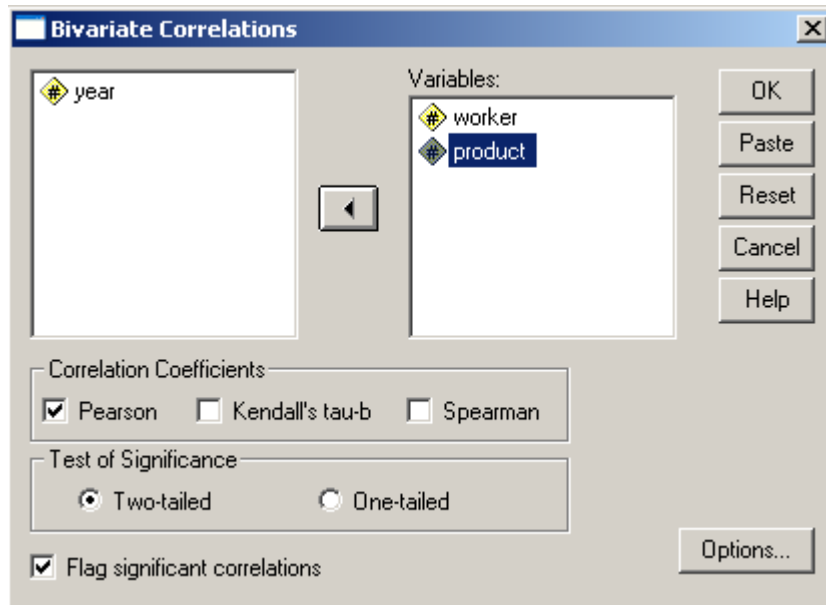 Bivariate Correlations
year
Variables:
# worker
# product
OK
Paste
Reset
Cancel
Help
Correlation Coefficients
Pearson
Kendall's tau-b
Spearman
Test of Significance
Two-tailed
One-tailed
Flag significant correlations
Options...